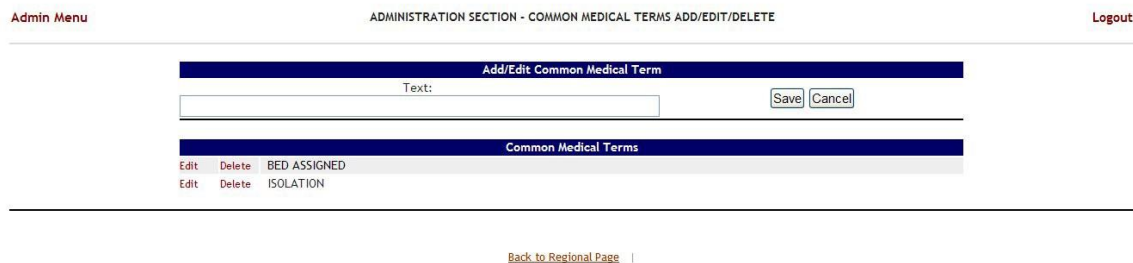 Admin Menu ADMINISTRATION SECTION - COMMON MEDICAL TERMS ADD/EDIT/DELETE Logout
Add/Edit Common Medical Term
Text:
Save Cancel
Common Medical Terms
Edit Delete BED ASSIGNED
Edit Delete ISOLATION
Back to Regional Page |